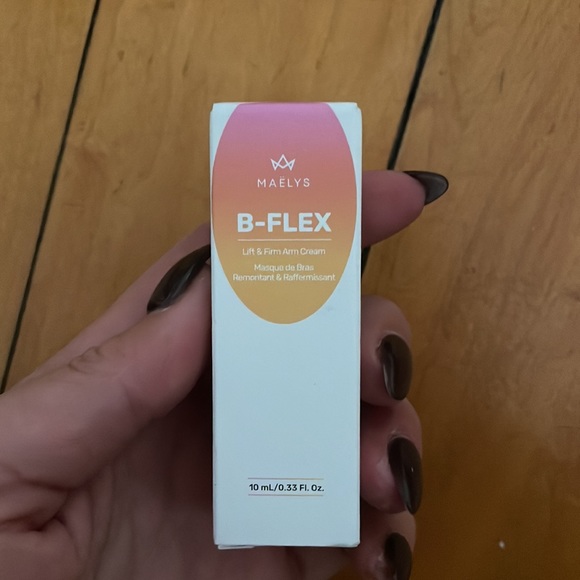 MAËLYS
B-FLEX
Lift & Firm Arm Cream
Masque de Bras
Remontant & Raffermissant
10 mL/0.33 Fl. Oz.